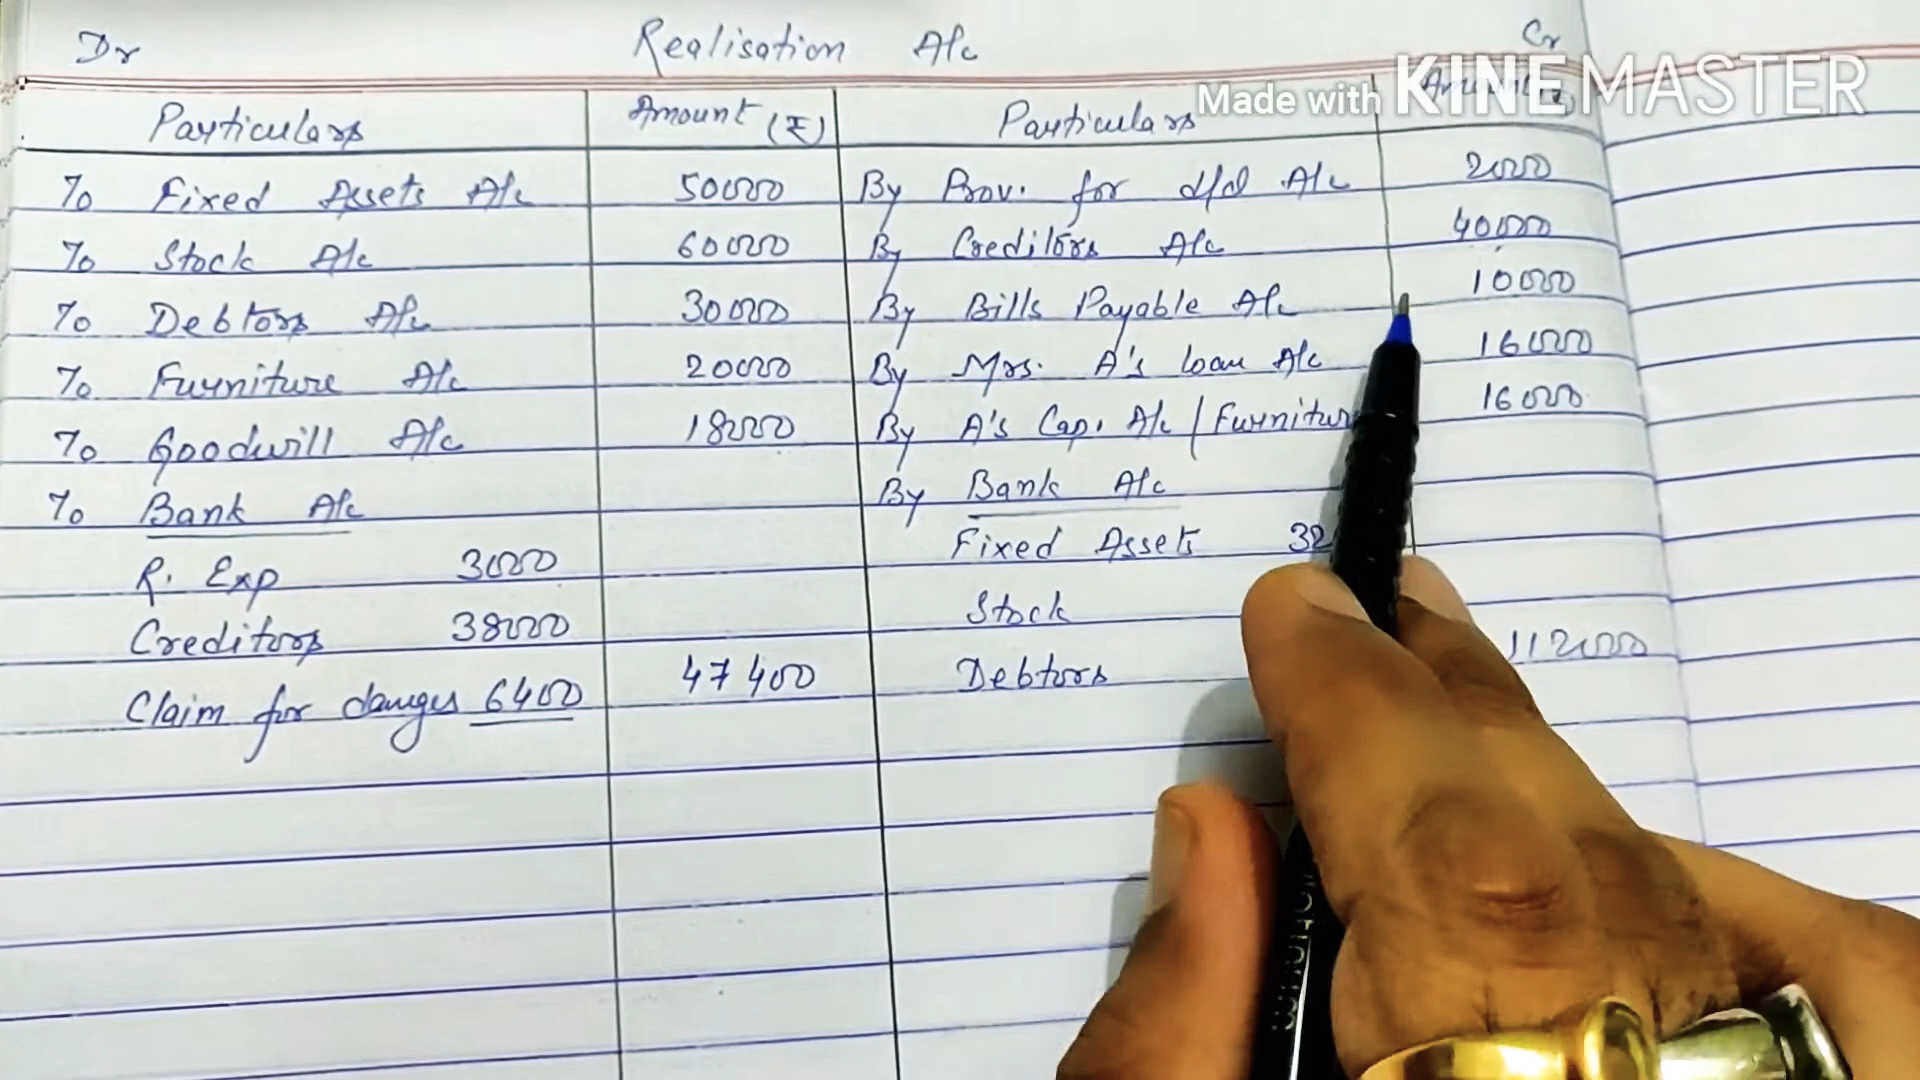 Dr Realisation A/c Cr
Made with KINEMASTER
Particulars Amount (₹) Particulars
To Fixed Assets A/c 50000 By Prov. for d/d A/c 2000
To Stock A/c 60000 By Creditors A/c 40000
To Debtors A/c 30000 By Bills Payable A/c 10000
To Furniture A/c 20000 By Mrs. A's loan A/c 16000
To Goodwill A/c 18000 By A's Cap. A/c / Furniture 16000
To Bank A/c By Bank A/c
R. Exp 3000 Fixed Assets 32
Creditors 38000 Stock
Claim for damges 6400 47400 Debtors 112000